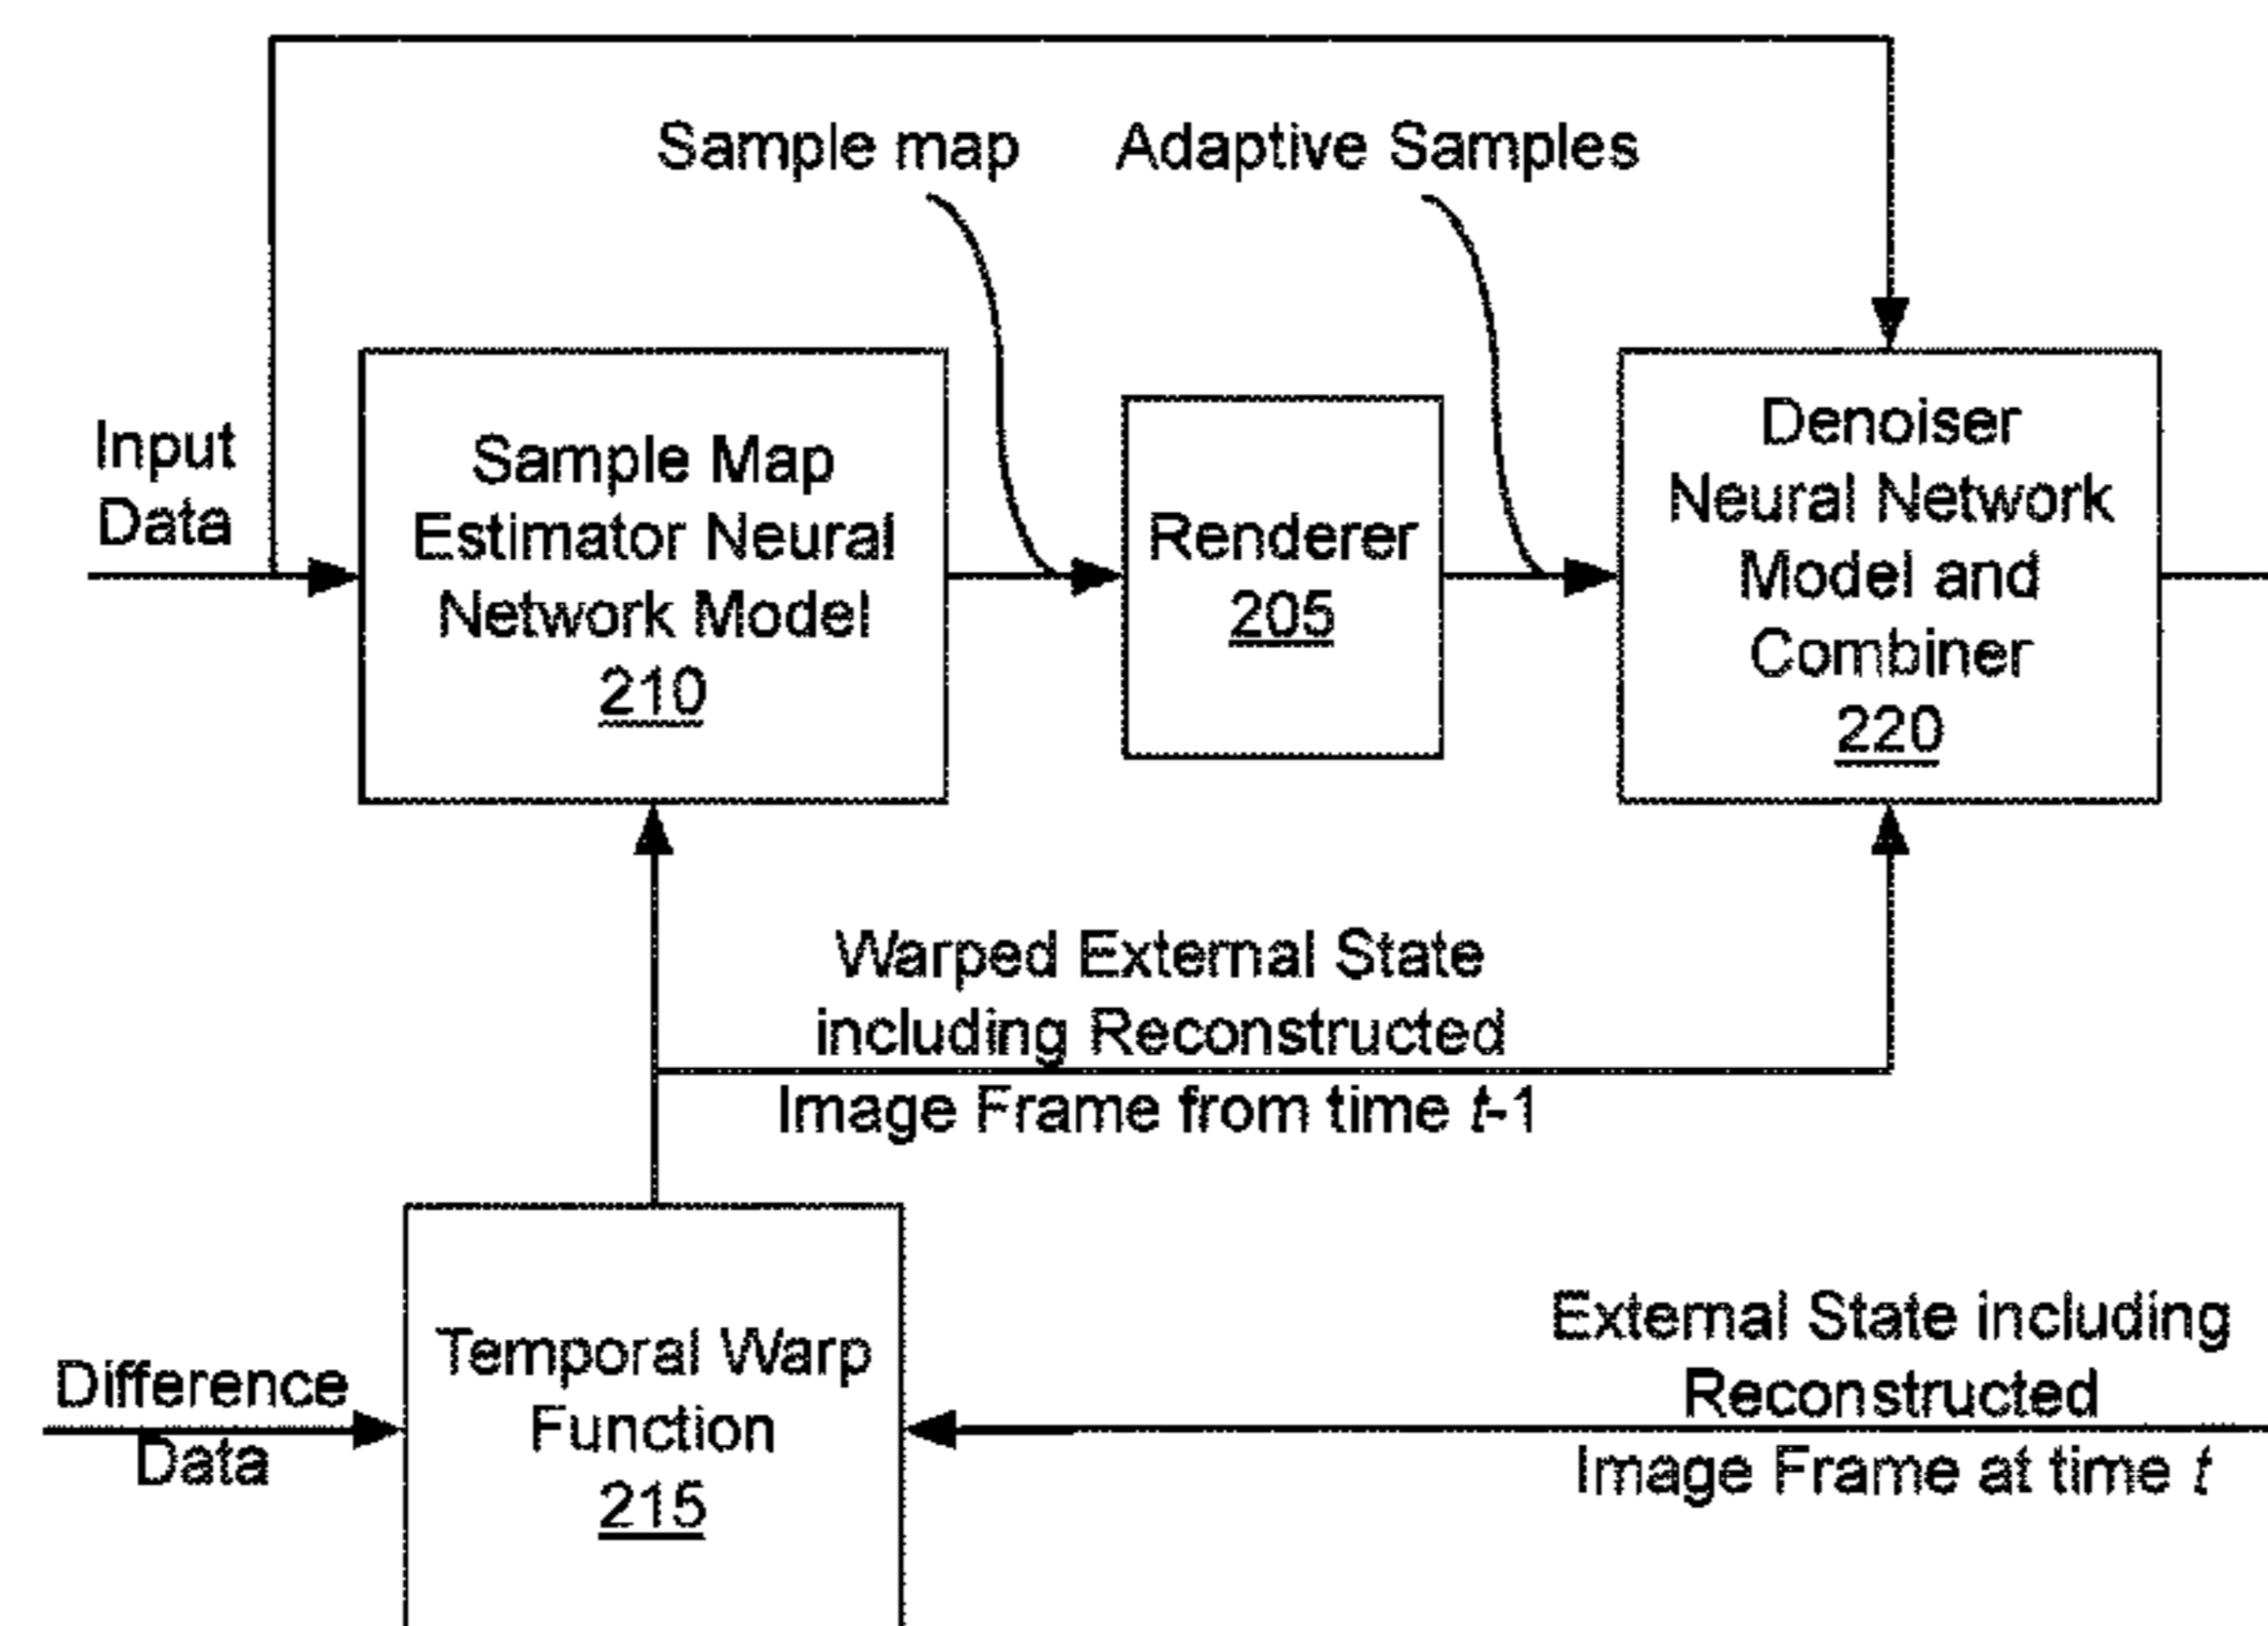 Sample map
Adaptive Samples
Input
Data
Sample Map
Estimator Neural
Network Model
210
Renderer
205
Denoiser
Neural Network
Model and
Combiner
220
Warped External State
including Reconstructed
Image Frame from time t-1
Difference
Data
Temporal Warp
Function
215
External State including
Reconstructed
Image Frame at time t